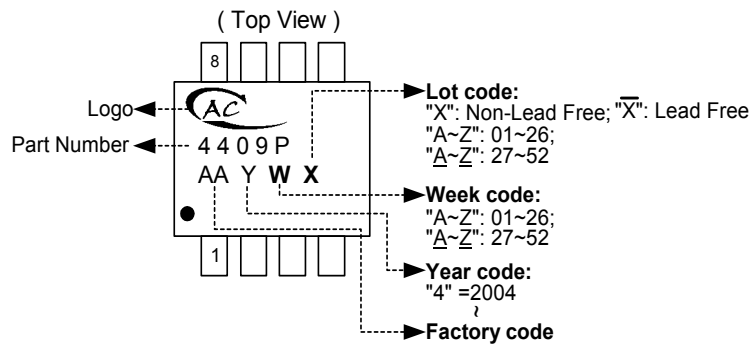 ( Top View )
8
AC
Logo
Part Number
4 4 0 9 P
AA Y W X
1
Lot code:
"X": Non-Lead Free; "X̅": Lead Free
"A~Z": 01~26;
"A̲~Z̲": 27~52
Week code:
"A~Z": 01~26;
"A̲~Z̲": 27~52
Year code:
"4" =2004
~
Factory code